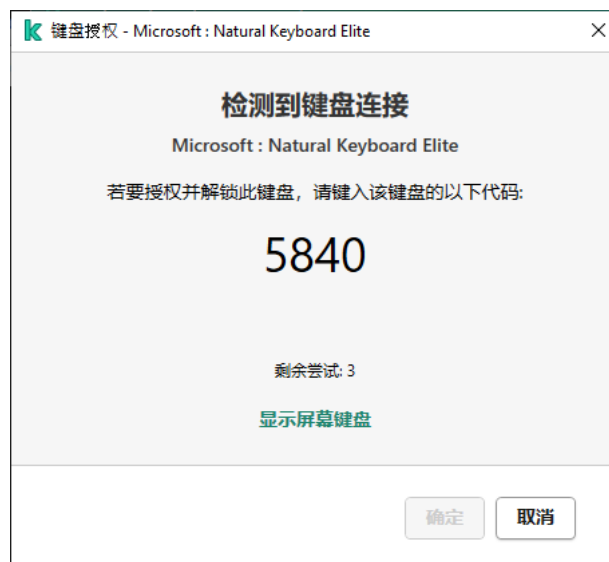 键盘授权 - Microsoft : Natural Keyboard Elite
检测到键盘连接
Microsoft : Natural Keyboard Elite
若要授权并解锁此键盘，请键入该键盘的以下代码:
5840
剩余尝试: 3
显示屏幕键盘
确定 取消